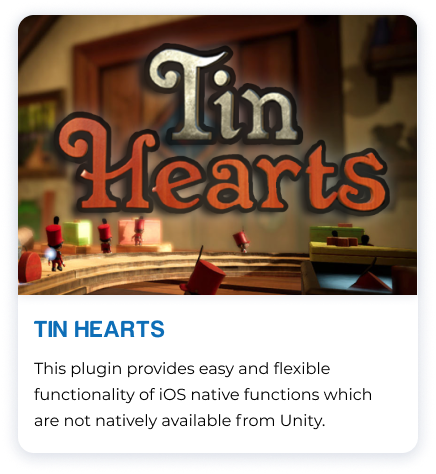 Tin
Hearts
TIN HEARTS
This plugin provides easy and flexible
functionality of iOS native functions which
are not natively available from Unity.